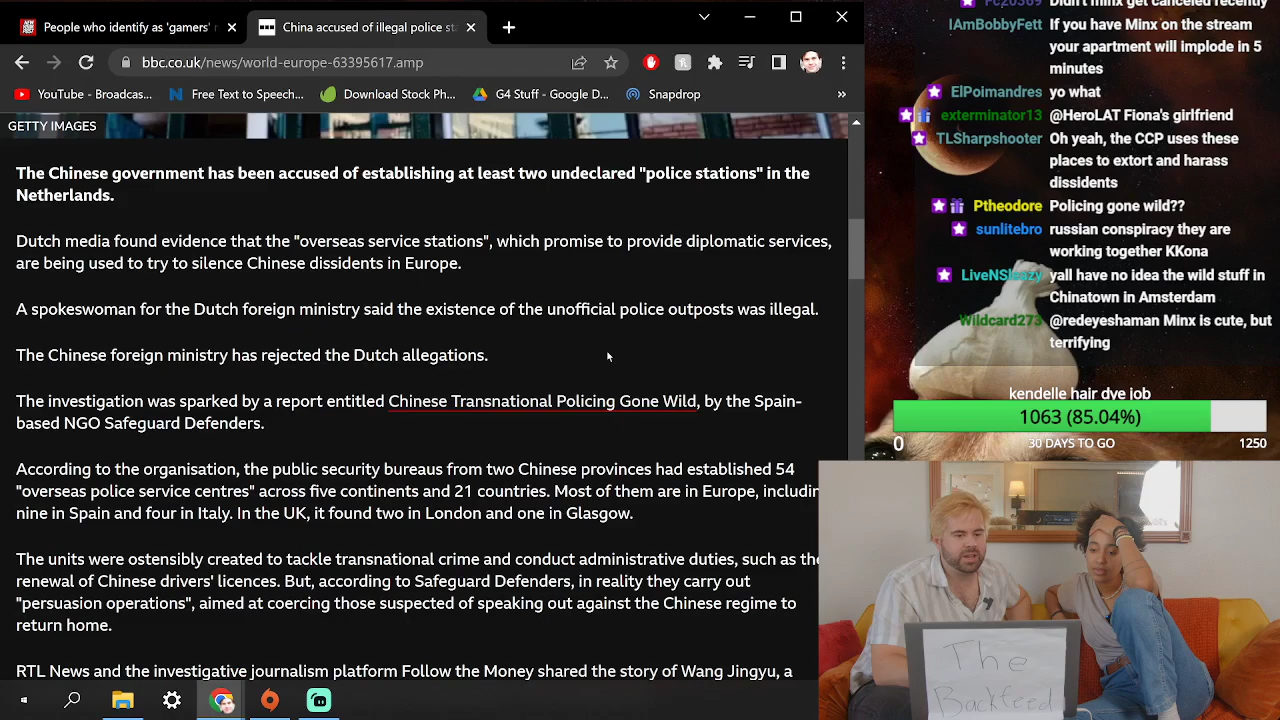 People who identify as 'gamers'
China accused of illegal police st
bbc.co.uk/news/world-europe-63395617.amp
YouTube - Broadcas...
Free Text to Speech...
Download Stock Ph...
G4 Stuff - Google D...
Snapdrop
»
GETTY IMAGES
The Chinese government has been accused of establishing at least two undeclared "police stations" in the
Netherlands.
Dutch media found evidence that the "overseas service stations", which promise to provide diplomatic services,
are being used to try to silence Chinese dissidents in Europe.
A spokeswoman for the Dutch foreign ministry said the existence of the unofficial police outposts was illegal.
The Chinese foreign ministry has rejected the Dutch allegations.
The investigation was sparked by a report entitled Chinese Transnational Policing Gone Wild, by the Spain-
based NGO Safeguard Defenders.
According to the organisation, the public security bureaus from two Chinese provinces had established 54
"overseas police service centres" across five continents and 21 countries. Most of them are in Europe, includin
nine in Spain and four in Italy. In the UK, it found two in London and one in Glasgow.
The units were ostensibly created to tackle transnational crime and conduct administrative duties, such as the
renewal of Chinese drivers' licences. But, according to Safeguard Defenders, in reality they carry out
"persuasion operations", aimed at coercing those suspected of speaking out against the Chinese regime to
return home.
RTL News and the investigative journalism platform Follow the Money shared the story of Wang Jingyu, a
Didn't minx get canceled recently
IAmBobbyFett If you have Minx on the stream
your apartment will implode in 5
minutes
ElPoimandres yo what
exterminator13 @HeroLAT Fiona's girlfriend
TLSharpshooter Oh yeah, the CCP uses these
places to extort and harass
dissidents
Ptheodore Policing gone wild??
sunlitebro russian conspiracy they are
working together KKona
LiveNSleazy yall have no idea the wild stuff in
Chinatown in Amsterdam
Wildcard273 @redeyeshaman Minx is cute, but
terrifying
kendelle hair dye job
1063 (85.04%)
0 30 DAYS TO GO 1250
The
Backfeed